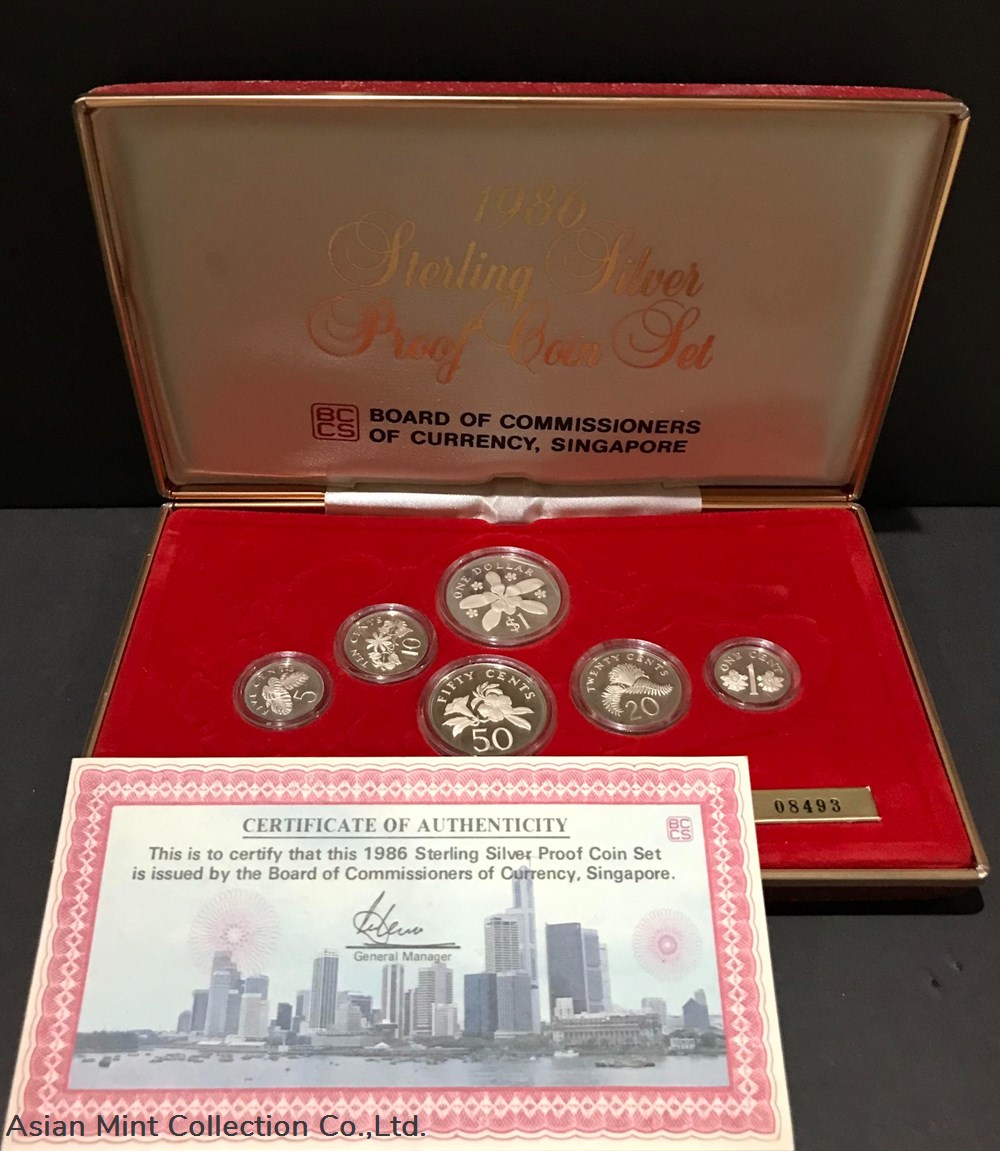 1986
Sterling Silver
Proof Coin Set
BC
CS
BOARD OF COMMISSIONERS
OF CURRENCY, SINGAPORE
ONE DOLLAR
$1
TEN CENTS
10
FIVE CENTS
5
FIFTY CENTS
50
TWENTY CENTS
20
ONE CENT
1
08493
CERTIFICATE OF AUTHENTICITY
BC
CS
This is to certify that this 1986 Sterling Silver Proof Coin Set
is issued by the Board of Commissioners of Currency, Singapore.
General Manager
Asian Mint Collection Co.,Ltd.